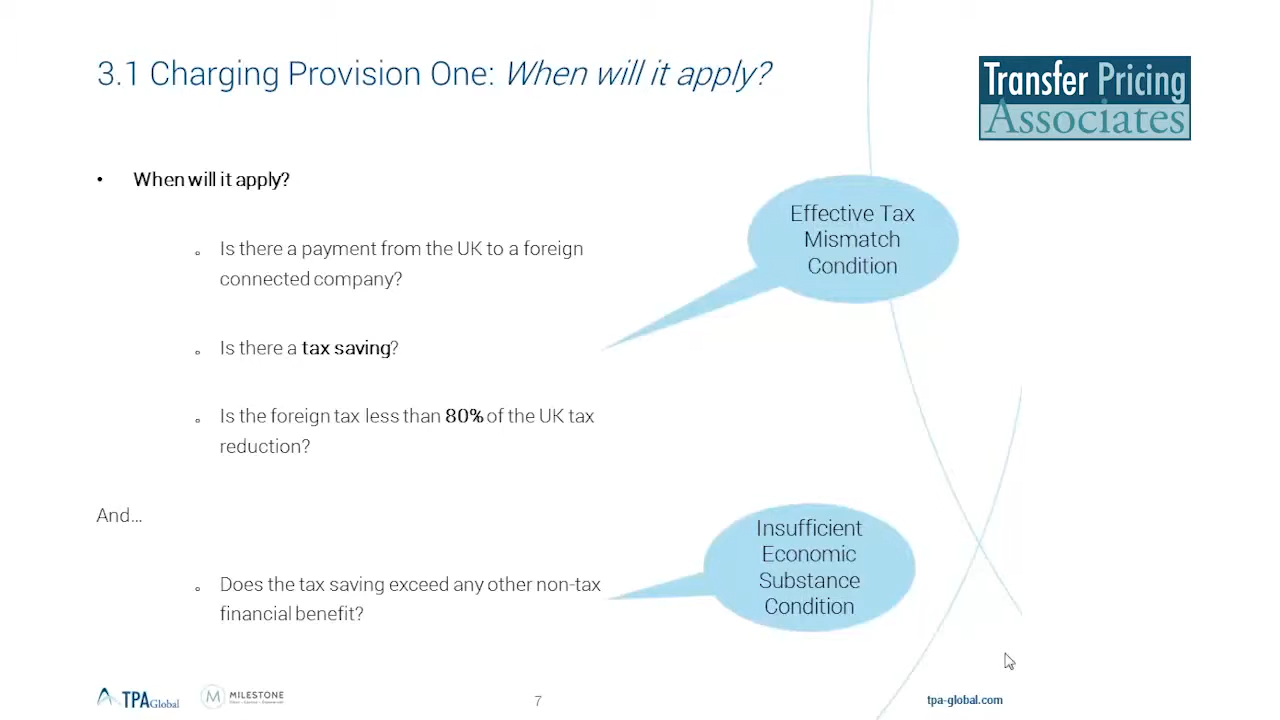 3.1 Charging Provision One: When will it apply?
Transfer Pricing
Associates
• When will it apply?
Effective Tax
Mismatch
Condition
Is there a payment from the UK to a foreign
connected company?
Is there a tax saving?
Is the foreign tax less than 80% of the UK tax
reduction?
And...
Insufficient
Economic
Substance
Condition
Does the tax saving exceed any other non-tax
financial benefit?
TPA Global
M MILESTONE
7
tpa-global.com